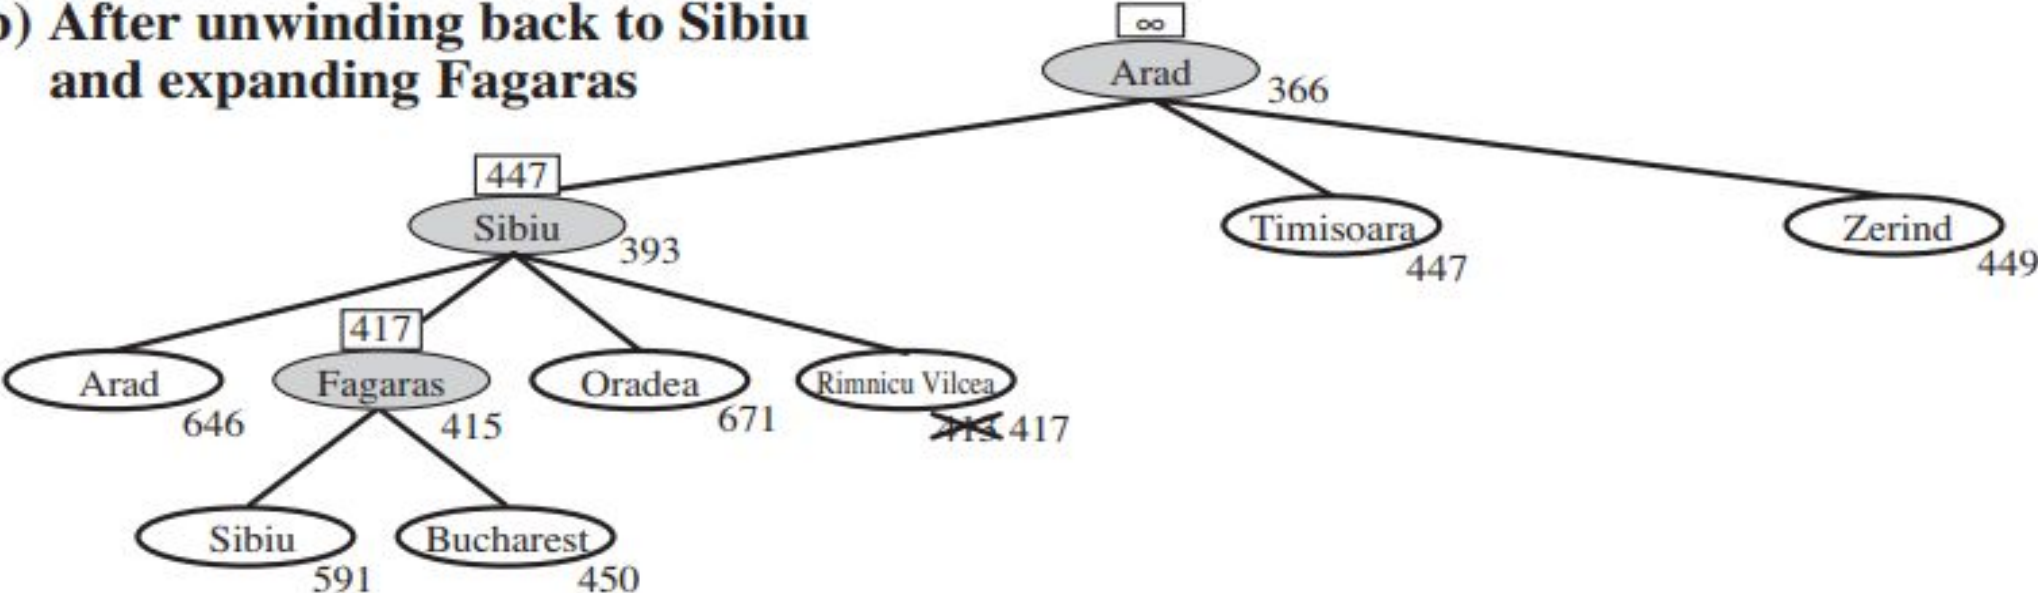 b) After unwinding back to Sibiu
and expanding Fagaras
∞
Arad
366
447
Sibiu
393
Timisoara
447
Zerind
449
417
Arad
646
Fagaras
415
Oradea
671
Rimnicu Vilcea
413 417
Sibiu
591
Bucharest
450